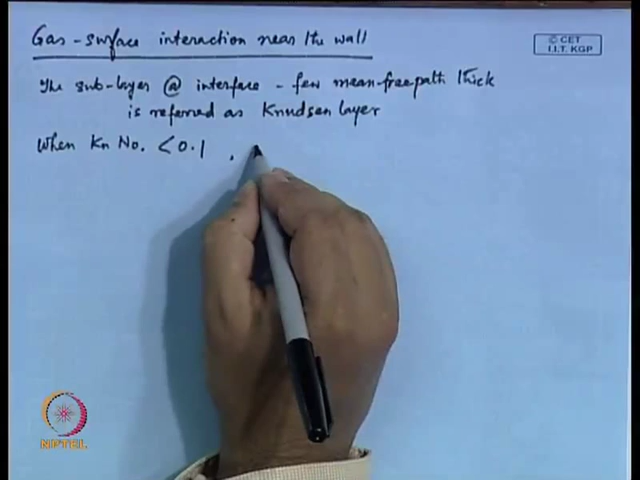 Gas-surface interaction near the wall
© CET
I.I.T. KGP
The sub-layer @ interface - few mean-free path thick
is referred as Knudsen layer
When Kn No. < 0.1 ,
NPTEL